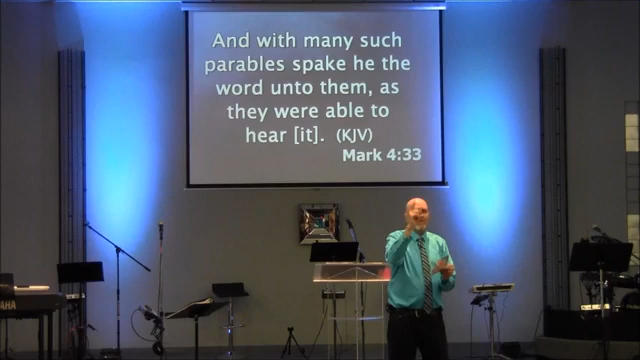 And with many such
parables spake he the
word unto them, as
they were able to
hear [it]. (KJV)
Mark 4:33
AHA